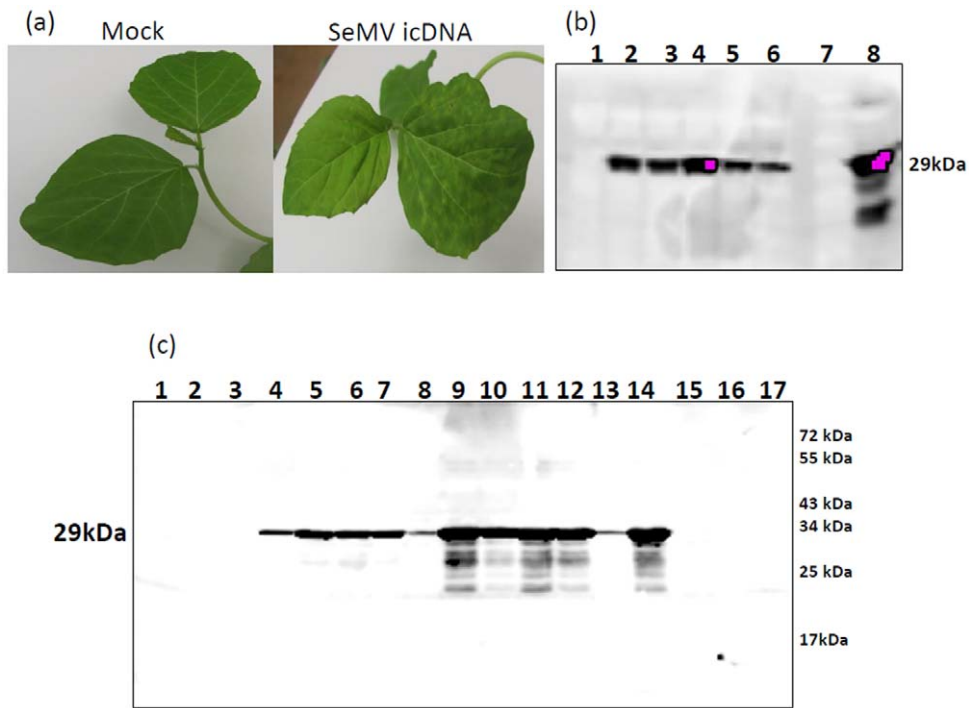 (a)
Mock
SeMV icDNA
(b)
1 2 3 4 5 6 7 8
29kDa
(c)
1 2 3 4 5 6 7 8 9 10 11 12 13 14 15 16 17
29kDa
72 kDa
55 kDa
43 kDa
34 kDa
25 kDa
17kDa